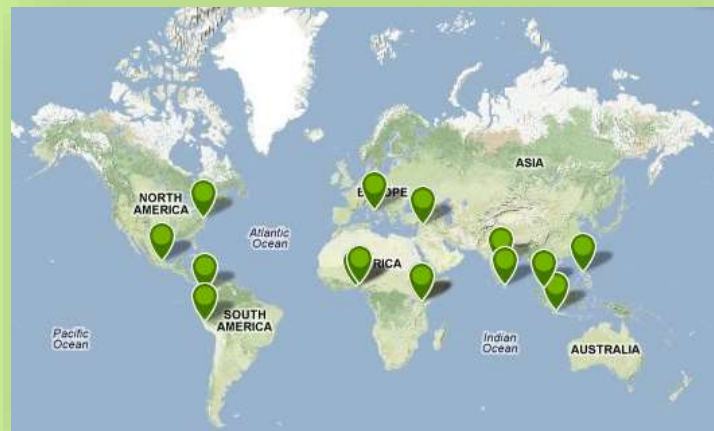 ASIA
NORTH
AMERICA
Atlantic
Ocean
SOUTH
AMERICA
Pacific
Ocean
Indian
Ocean
AUSTRALIA